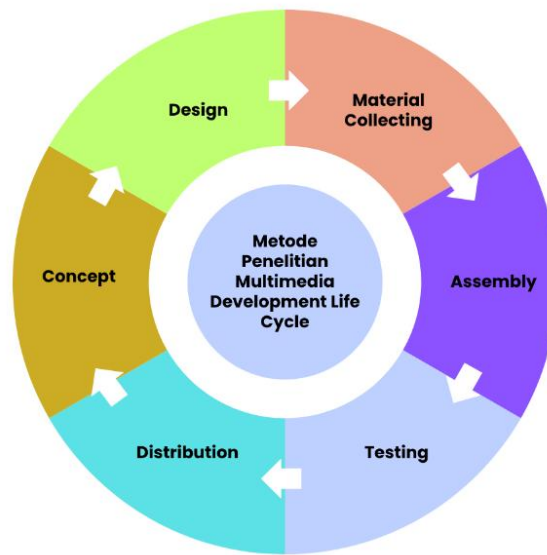 Design
Material
Collecting
Concept
Metode
Penelitian
Multimedia
Development Life
Cycle
Assembly
Distribution
Testing